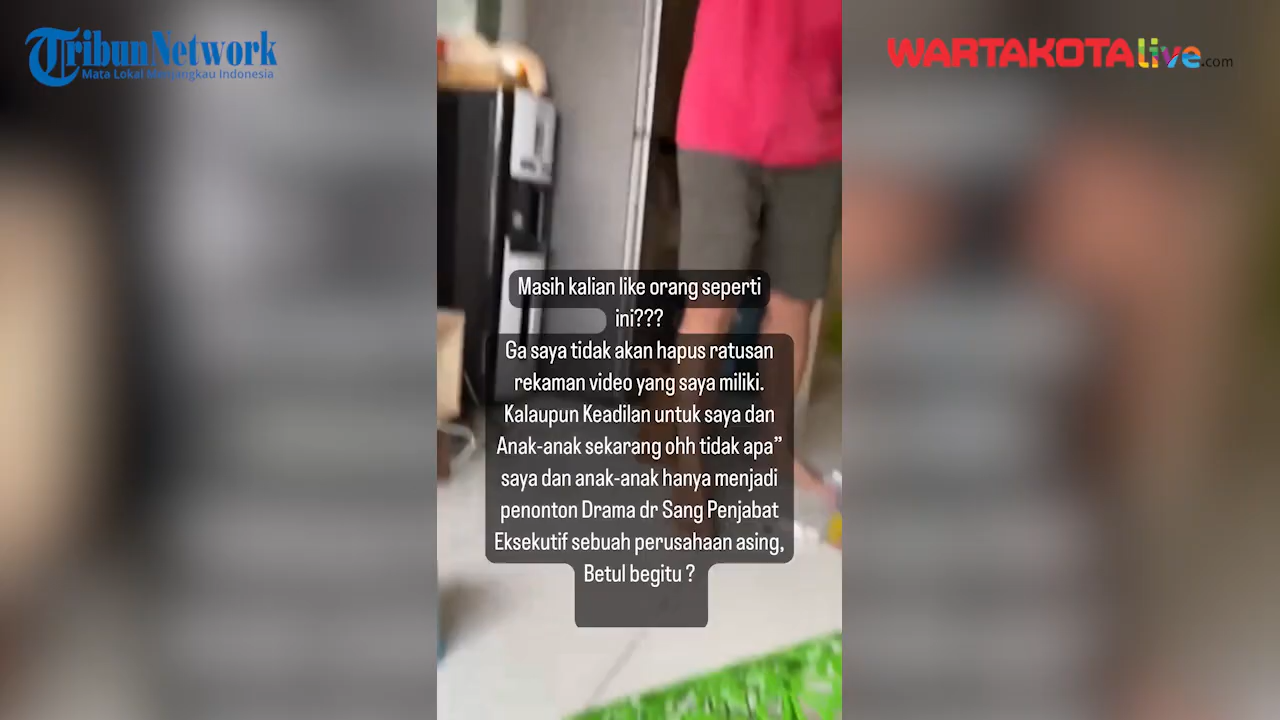 TribunNetwork
Mata Lokal Menjangkau Indonesia
WARTAKOTAlive.com
Masih kalian like orang seperti
ini???
Ga saya tidak akan hapus ratusan
rekaman video yang saya miliki.
Kalaupun Keadilan untuk saya dan
Anak-anak sekarang ohh tidak apa”
saya dan anak-anak hanya menjadi
penonton Drama dr Sang Penjabat
Eksekutif sebuah perusahaan asing,
Betul begitu ?